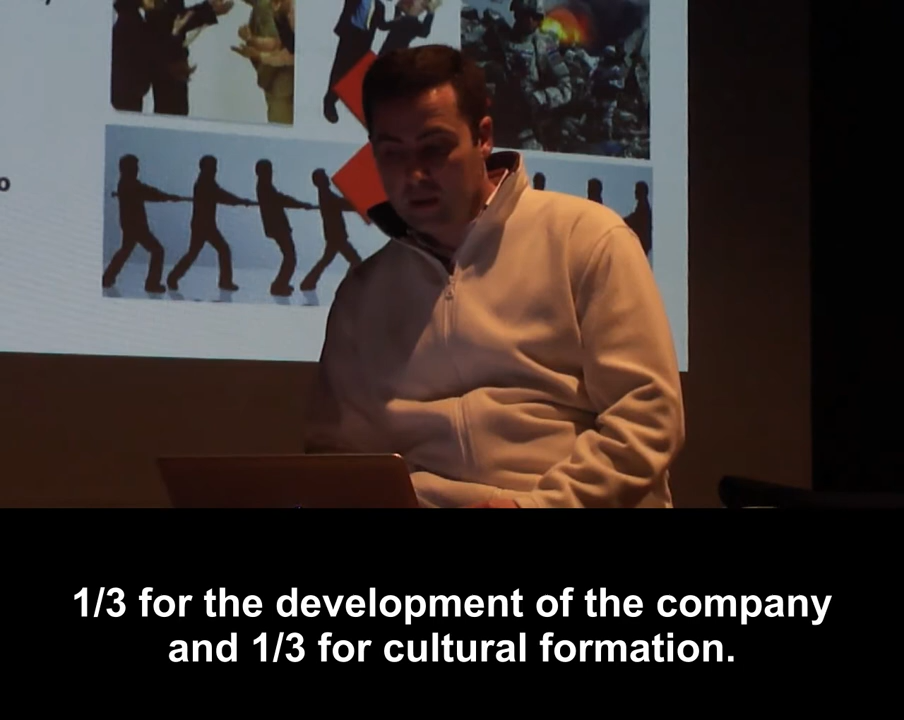 o
1/3 for the development of the company
and 1/3 for cultural formation.